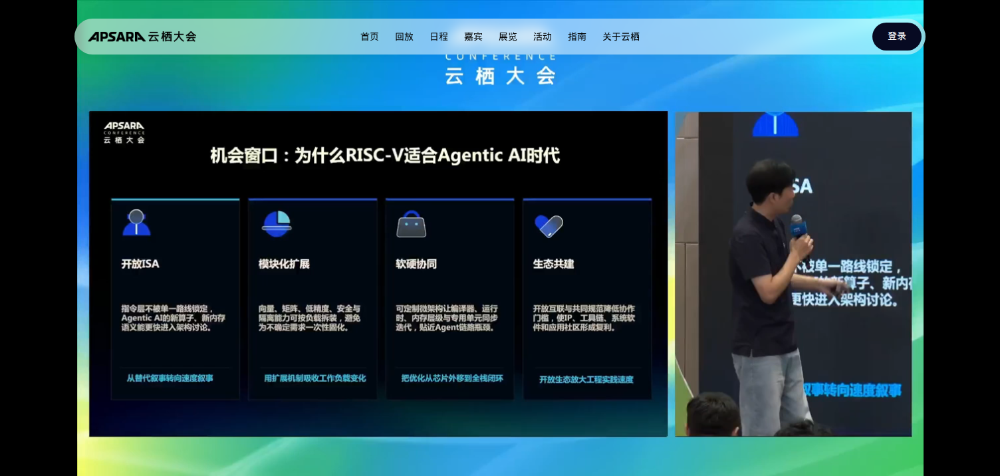 APSARA 云栖大会
首页 回放 日程 嘉宾 展览 活动 指南 关于云栖
登录
CONFERENCE
云栖大会
APSARA
CONFERENCE
云栖大会
机会窗口：为什么RISC-V适合Agentic AI时代
开放ISA
指令层不被单一路线锁定，
Agentic AI的新算子、新内存
语义能更快进入架构讨论。
从替代叙事转向速度叙事
模块化扩展
向量、矩阵、低精度、安全与
隔离能力可按负载拆装，避免
为不确定需求一次性固化。
用扩展机制吸收工作负载变化
软硬协同
可定制微架构让编译器、运行
时、内存层级与专用单元同步
迭代，贴近Agent链路瓶颈。
把优化从芯片外移到全栈闭环
生态共建
开放互联与共同规范降低协作
门槛，使IP、工具链、系统软
件和应用社区形成复利。
开放生态放大工程实践速度
SA
不被单一路线锁定，
的新算子、新内存
更快进入架构讨论。
叙事转向速度叙事